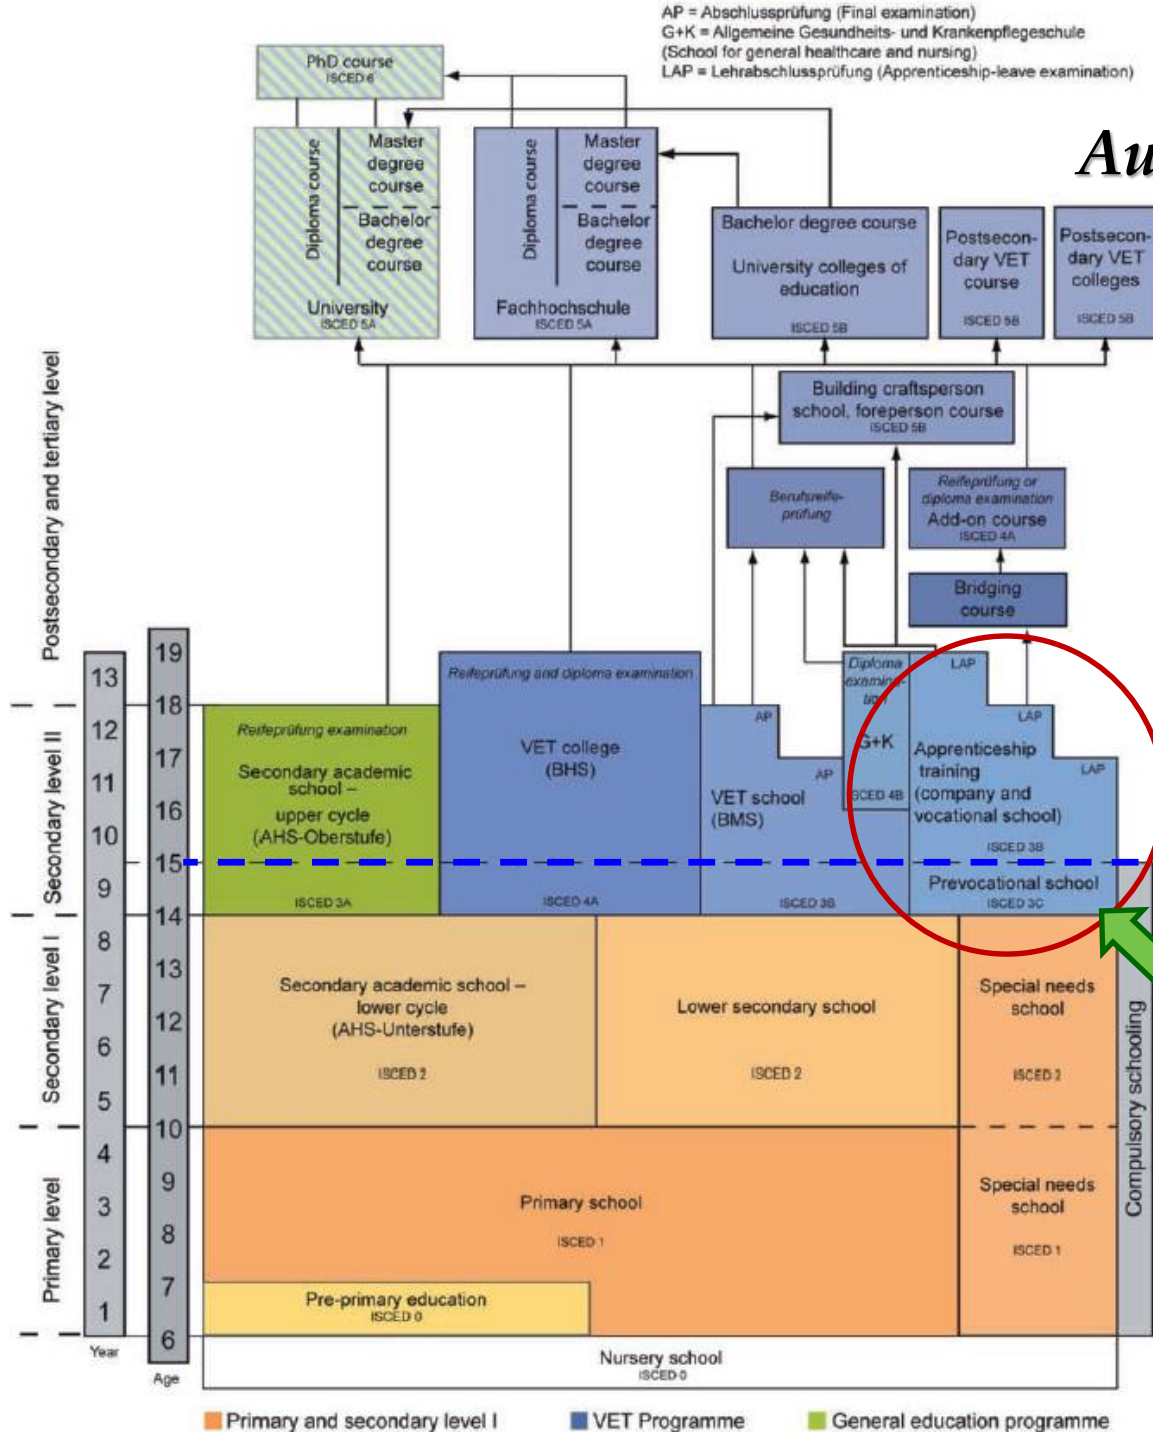 AP = Abschlussprüfung (Final examination)
G+K = Allgemeine Gesundheits- und Krankenpflegeschule
(School for general healthcare and nursing)
LAP = Lehrabschlussprüfung (Apprenticeship-leave examination)
Au
PhD course
ISCED 6
Diploma course
Master
degree
course
Bachelor
degree
course
University
ISCED 5A
Diploma course
Master
degree
course
Bachelor
degree
course
Fachhochschule
ISCED 5A
Bachelor degree course
University colleges of
education
ISCED 5B
Postsecon-
dary VET
course
ISCED 5B
Postsecon-
dary VET
colleges
ISCED 5B
Building craftsperson
school, foreperson course
ISCED 5B
Berufsreife-
prüfung
Reifeprüfung or
diploma examination
Add-on course
ISCED 4A
Bridging
course
Postsecondary and tertiary level
Secondary level II
Secondary level I
Primary level
13
12
11
10
9
8
7
6
5
4
3
2
1
Year
19
18
17
16
15
14
13
12
11
10
9
8
7
6
Age
Reifeprüfung examination
Secondary academic
school –
upper cycle
(AHS-Oberstufe)
ISCED 3A
Reifeprüfung and diploma examination
VET college
(BHS)
ISCED 4A
AP
AP
VET school
(BMS)
ISCED 3B
Diploma
examina-
tion
G+K
ISCED 4B
LAP
LAP
LAP
Apprenticeship
training
(company and
vocational school)
ISCED 3B
Prevocational school
ISCED 3C
Secondary academic school –
lower cycle
(AHS-Unterstufe)
ISCED 2
Lower secondary school
ISCED 2
Special needs
school
ISCED 2
Primary school
ISCED 1
Special needs
school
ISCED 1
Pre-primary education
ISCED 0
Nursery school
ISCED 0
Compulsory schooling
Primary and secondary level I
VET Programme
General education programme